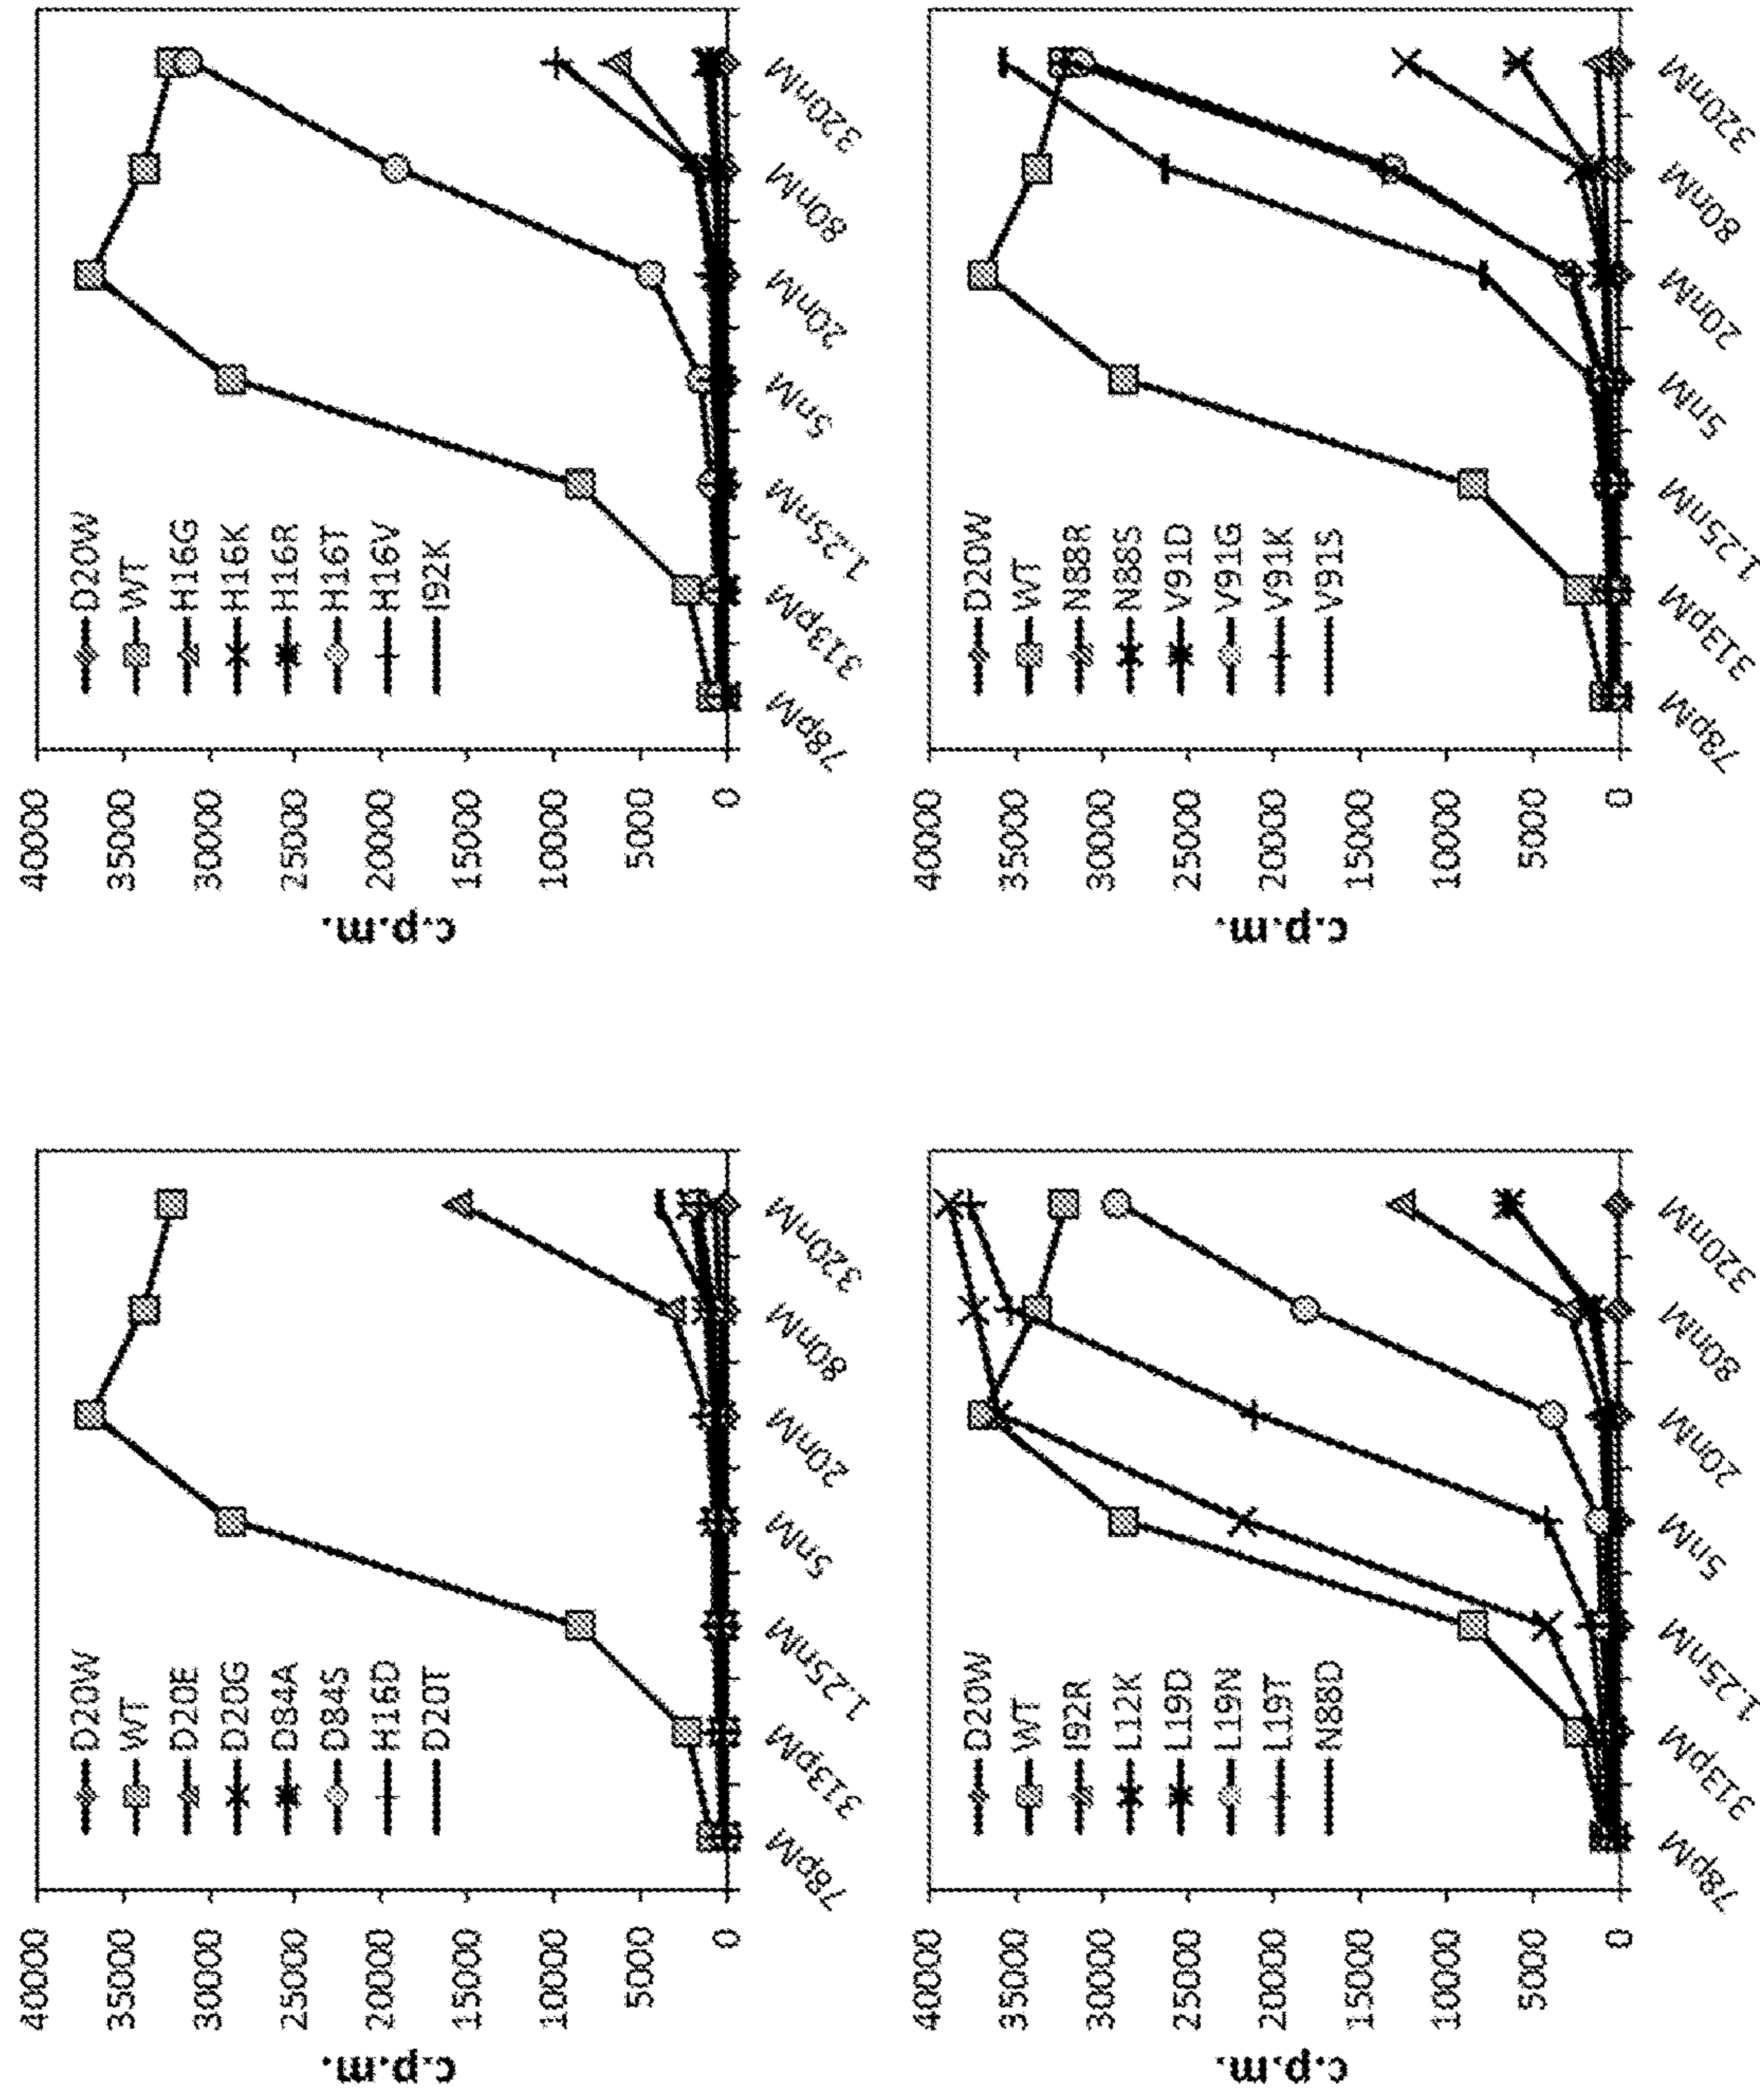 c.p.m.
40000
35000
30000
25000
20000
15000
10000
5000
0
D20W
WT
D20E
D20G
D84A
D84S
H16D
D20T
78pM
313pM
1.25nM
5nM
20nM
80nM
320nM
c.p.m.
40000
35000
30000
25000
20000
15000
10000
5000
0
D20W
WT
H16G
H16K
H16R
H16T
H16V
I92K
78pM
313pM
1.25nM
5nM
20nM
80nM
320nM
c.p.m.
40000
35000
30000
25000
20000
15000
10000
5000
0
D20W
WT
I92R
L12K
L19D
L19N
L19T
N88D
78pM
313pM
1.25nM
5nM
20nM
80nM
320nM
c.p.m.
40000
35000
30000
25000
20000
15000
10000
5000
0
D20W
WT
N88R
N88S
V91D
V91G
V91K
V91S
78pM
313pM
1.25nM
5nM
20nM
80nM
320nM